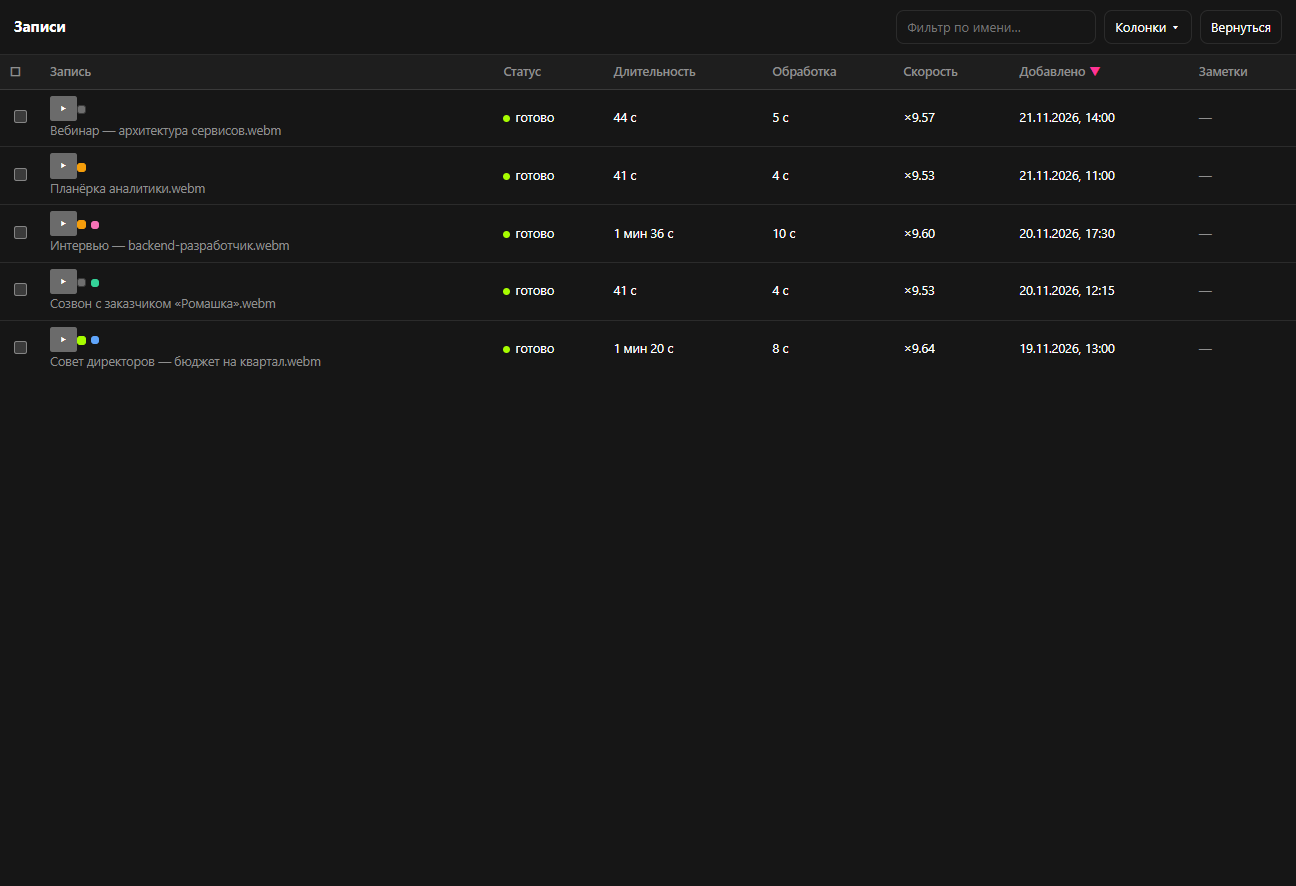 Записи
Фильтр по имени... Колонки Вернуться
Запись Статус Длительность Обработка Скорость Добавлено Заметки
готово 44 с 5 с ×9.57 21.11.2026, 14:00 —
Вебинар — архитектура сервисов.webm
готово 41 с 4 с ×9.53 21.11.2026, 11:00 —
Планёрка аналитики.webm
готово 1 мин 36 с 10 с ×9.60 20.11.2026, 17:30 —
Интервью — backend-разработчик.webm
готово 41 с 4 с ×9.53 20.11.2026, 12:15 —
Созвон с заказчиком «Ромашка».webm
готово 1 мин 20 с 8 с ×9.64 19.11.2026, 13:00 —
Совет директоров — бюджет на квартал.webm